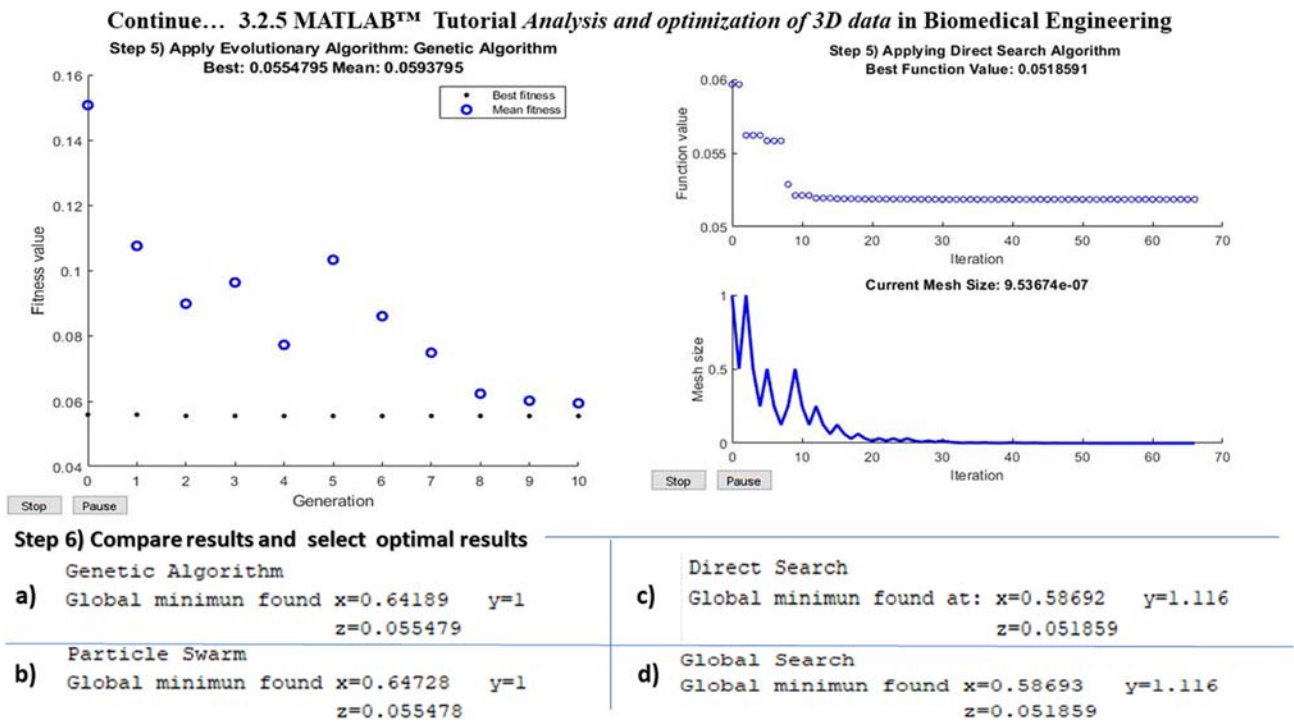 Continue... 3.2.5 MATLAB™ Tutorial Analysis and optimization of 3D data in Biomedical Engineering
Step 5) Apply Evolutionary Algorithm: Genetic Algorithm
Best: 0.0554795 Mean: 0.0593795
0.16
0.14
0.12
0.1
0.08
0.06
0.04
Fitness value
Best fitness
Mean fitness
0 1 2 3 4 5 6 7 8 9 10
Generation
Stop Pause
Step 5) Applying Direct Search Algorithm
Best Function Value: 0.0518591
0.06
0.055
0.05
Function value
0 10 20 30 40 50 60 70
Iteration
Current Mesh Size: 9.53674e-07
1
0.5
0
Mesh size
0 10 20 30 40 50 60 70
Iteration
Stop Pause
Step 6) Compare results and select optimal results
a)
Genetic Algorithm
Global minimun found x=0.64189 y=1
z=0.055479
b)
Particle Swarm
Global minimun found x=0.64728 y=1
z=0.055478
c)
Direct Search
Global minimun found at: x=0.58692 y=1.116
z=0.051859
d)
Global Search
Global minimun found x=0.58693 y=1.116
z=0.051859